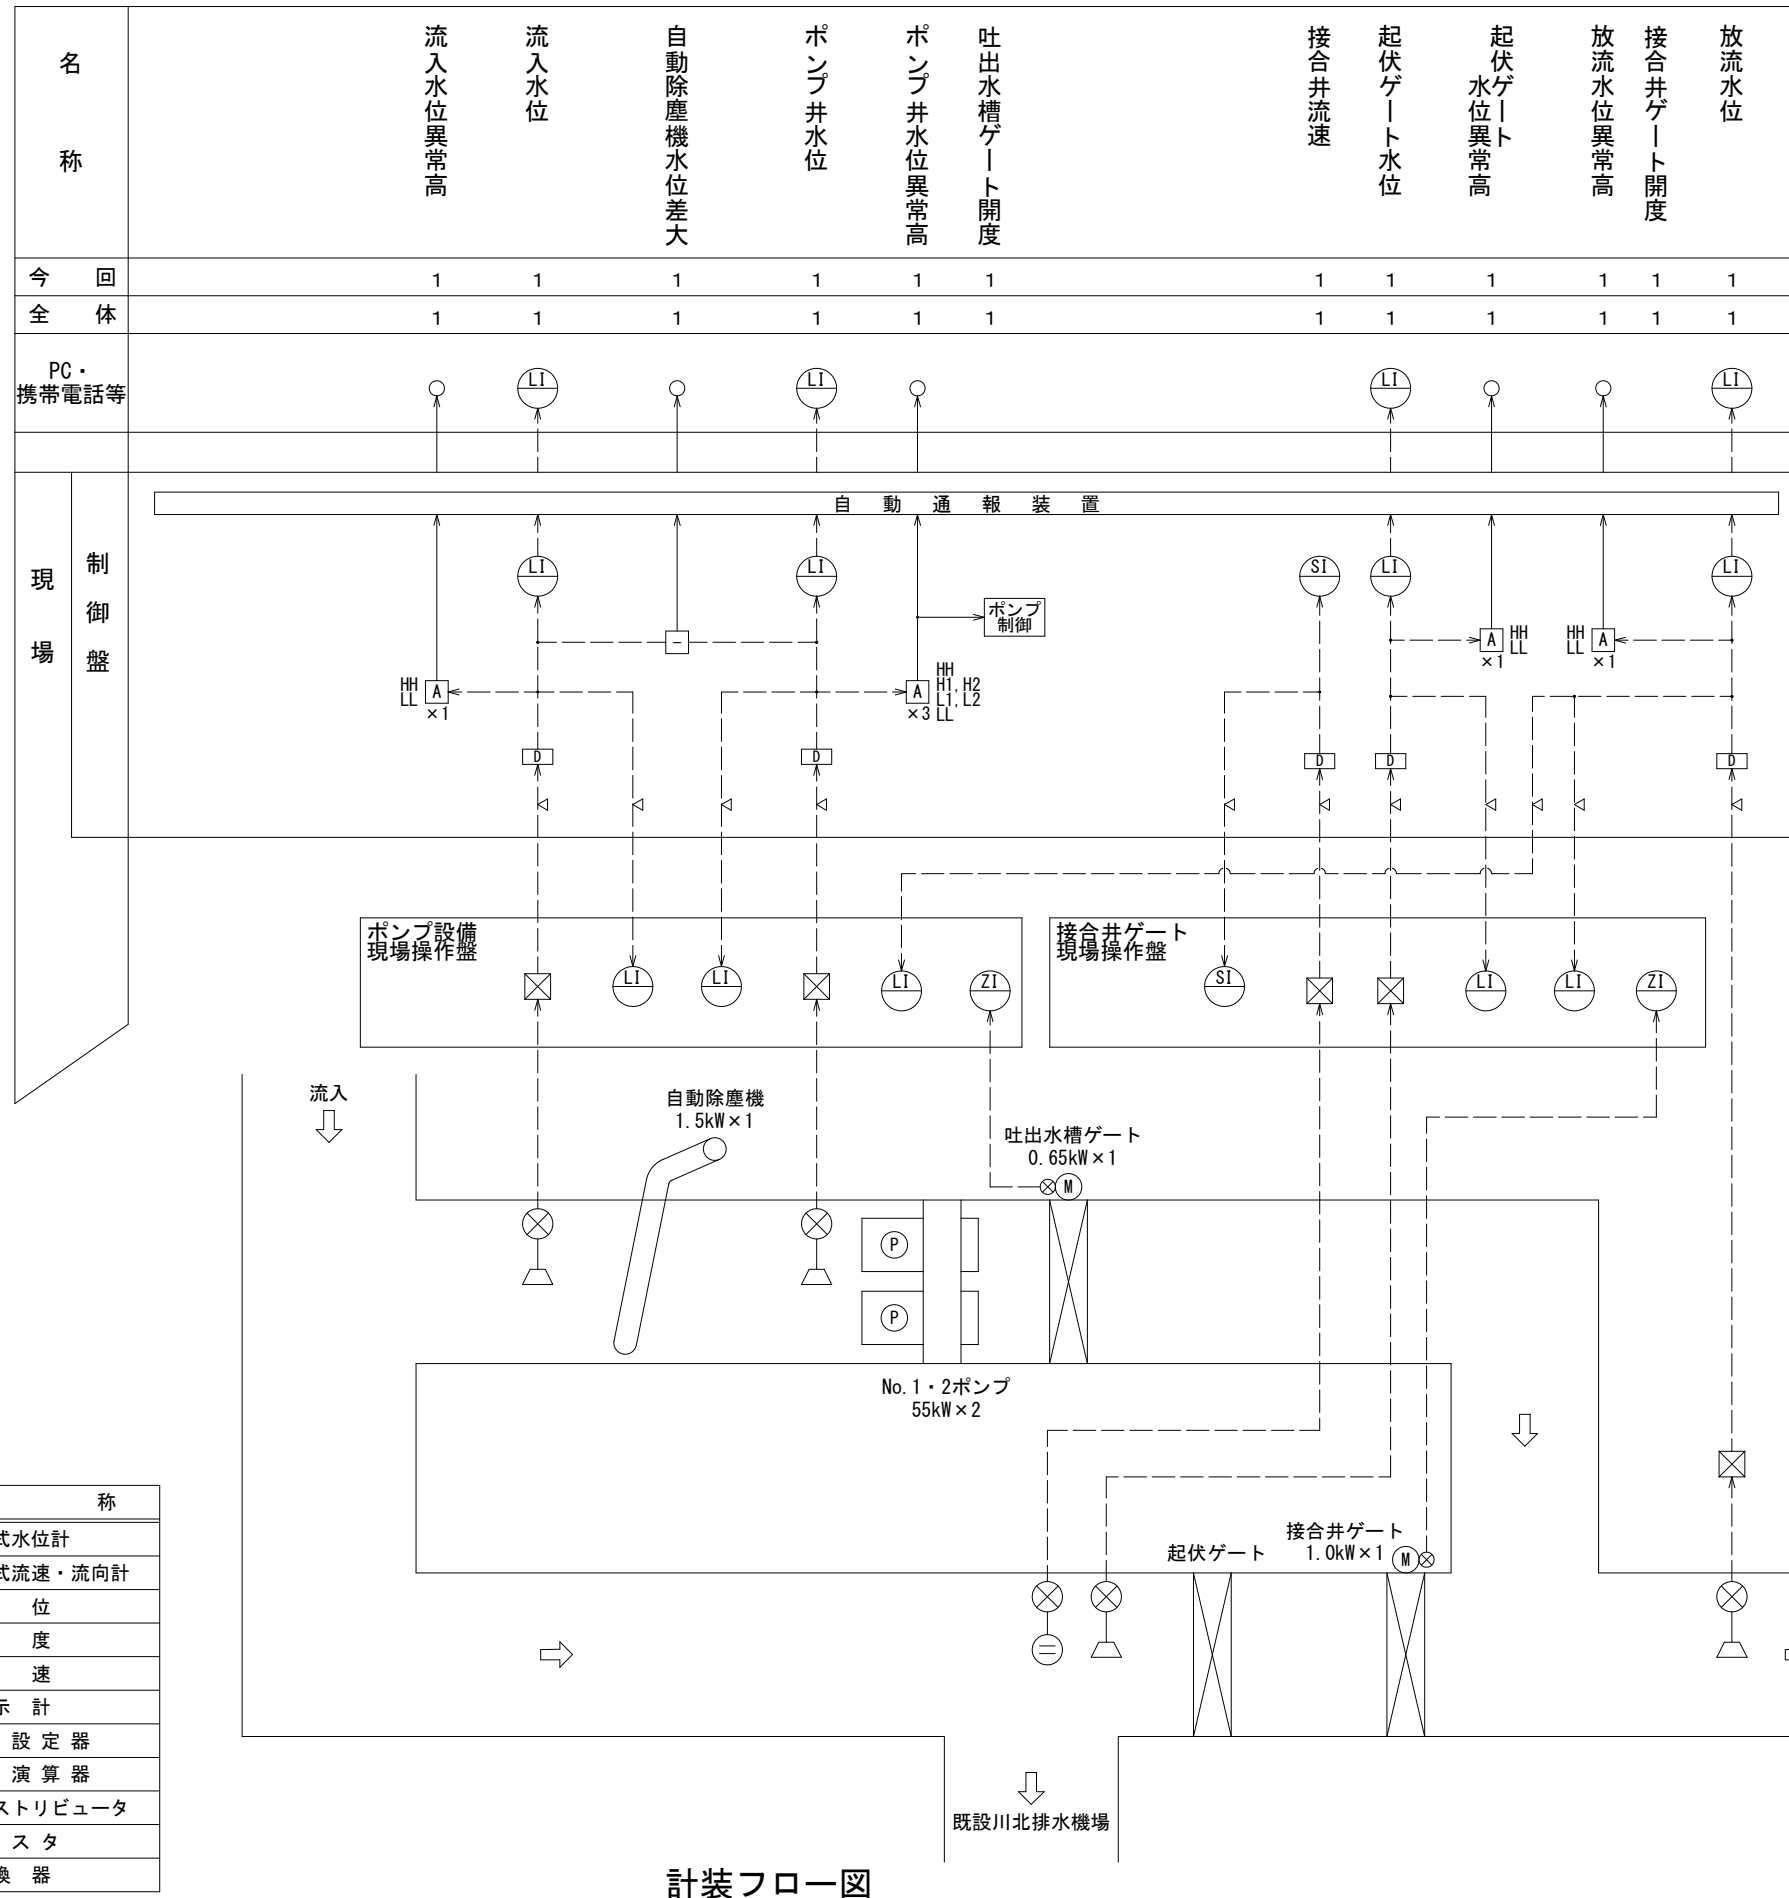 名称
流入水位異常高
流入水位
自動除塵機水位差大
ポンプ井水位
ポンプ井水位異常高
吐出水槽ゲート開度
接合井流速
起伏ゲート水位
起伏ゲート
水位異常高
放流水位異常高
接合井ゲート開度
放流水位
今 回 1 1 1 1 1 1 1 1 1 1 1 1
全 体 1 1 1 1 1 1 1 1 1 1 1 1
PC・
携帯電話等
LI LI LI LI
自 動 通 報 装 置
現場
制御盤
LI LI SI LI LI
ポンプ
制御
HH
LL
A
×1
-
A
×3
HH
H1,H2
L1,L2
LL
A
×1
HH
LL
HH
LL
A
×1
D D D D D
ポンプ設備
現場操作盤
LI LI LI ZI
接合井ゲート
現場操作盤
SI LI LI ZI
流入
自動除塵機
1.5kW×1
吐出水槽ゲート
0.65kW×1
M
P
P
No.1・2ポンプ
55kW×2
起伏ゲート
接合井ゲート
1.0kW×1
M
既設川北排水機場
称
式水位計
式流速・流向計
位
度
速
示 計
設 定 器
演 算 器
ストリビュータ
ス タ
換 器
計装フロー図